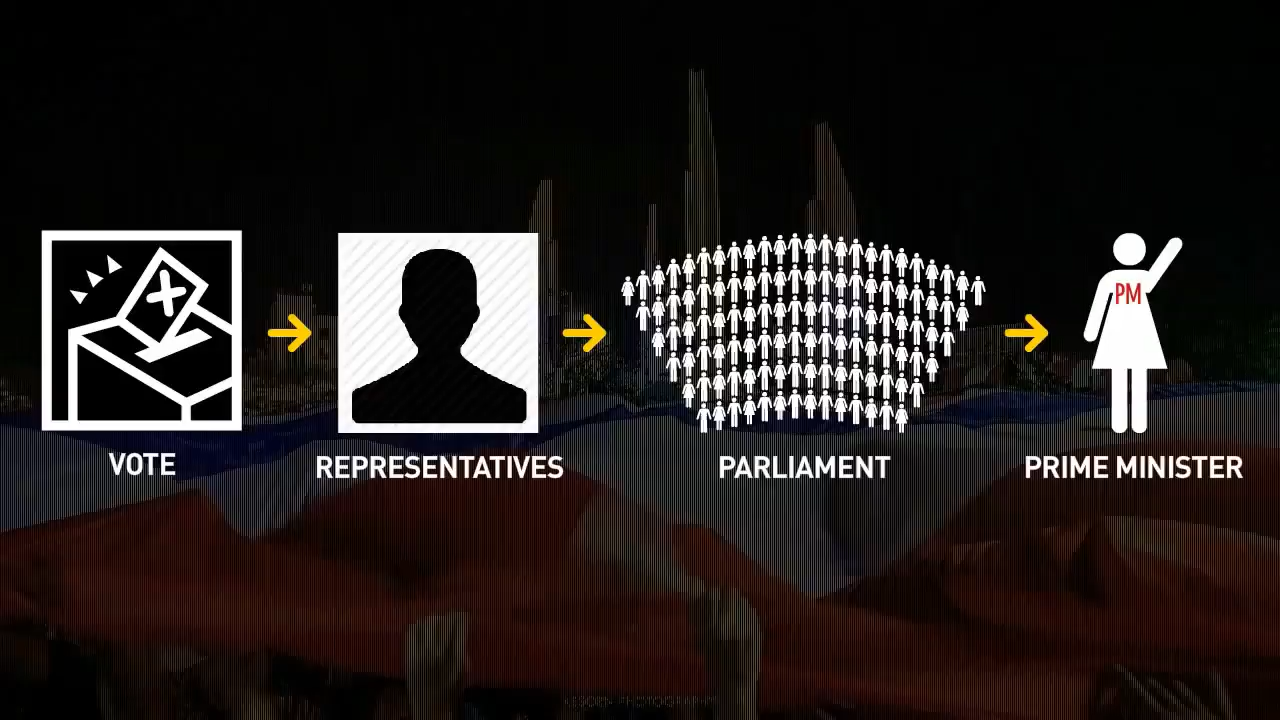 PM
VOTE
REPRESENTATIVES
PARLIAMENT
PRIME MINISTER